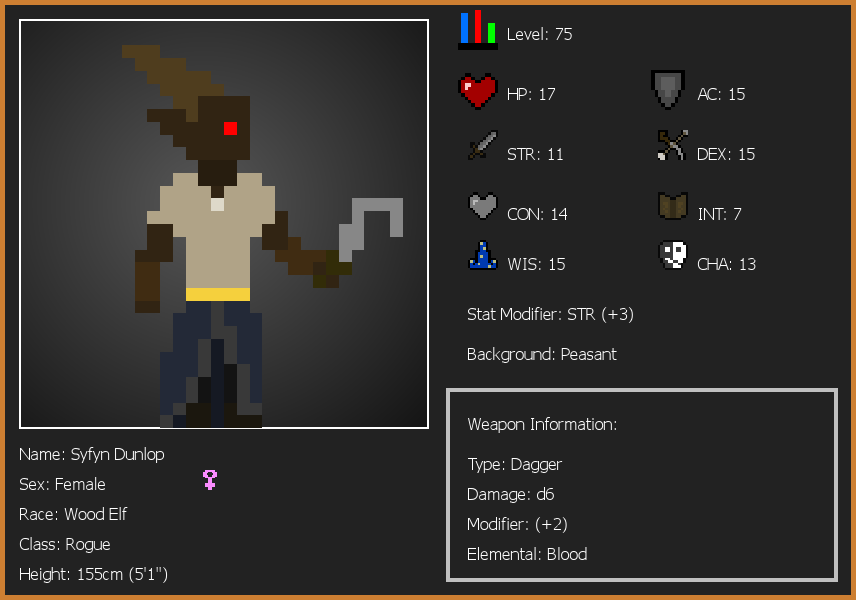 Level: 75
HP: 17
AC: 15
STR: 11
DEX: 15
CON: 14
INT: 7
WIS: 15
CHA: 13
Stat Modifier: STR (+3)
Background: Peasant
Weapon Information:
Type: Dagger
Damage: d6
Modifier: (+2)
Elemental: Blood
Name: Syfyn Dunlop
Sex: Female
Race: Wood Elf
Class: Rogue
Height: 155cm (5'1")